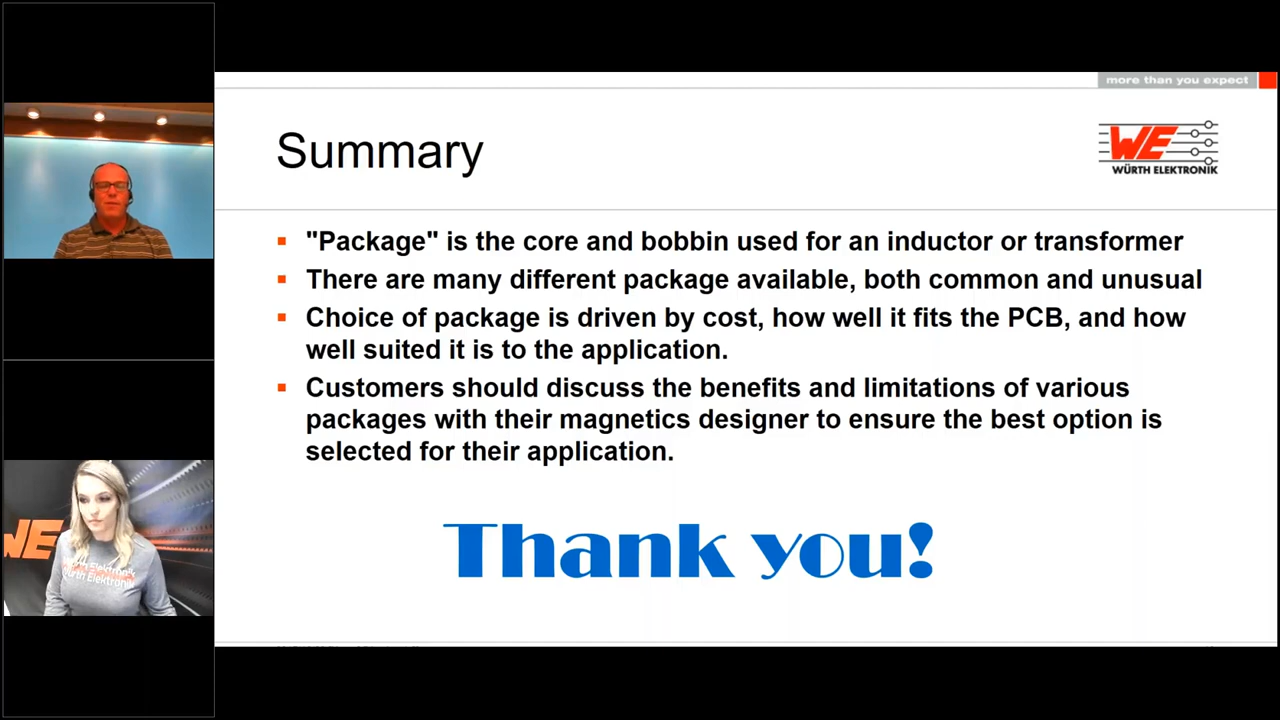 more than you expect
Summary
WE
WÜRTH ELEKTRONIK
"Package" is the core and bobbin used for an inductor or transformer
There are many different package available, both common and unusual
Choice of package is driven by cost, how well it fits the PCB, and how
well suited it is to the application.
Customers should discuss the benefits and limitations of various
packages with their magnetics designer to ensure the best option is
selected for their application.
Thank you!
WE
Würth Elektronik